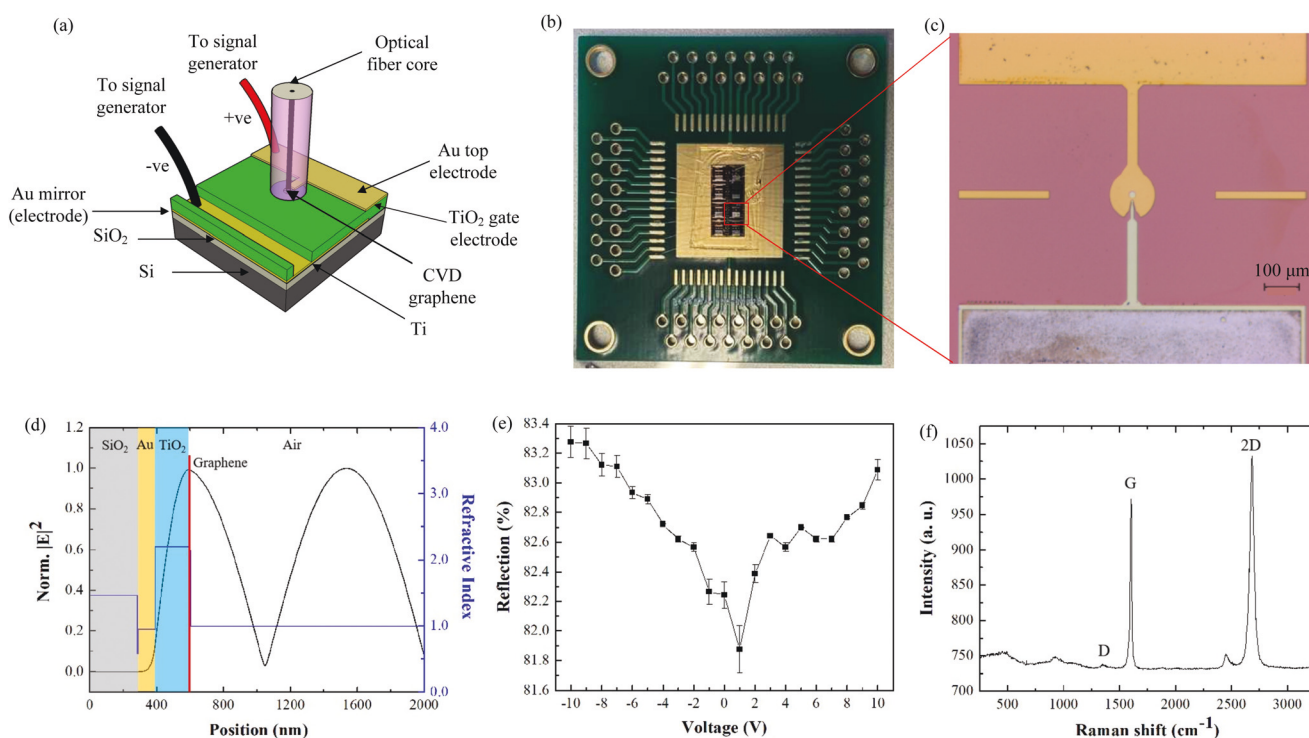 (a)
To signal
generator
Optical
fiber core
To signal
generator
+ve
-ve
Au top
electrode
Au mirror
(electrode)
TiO2 gate
electrode
SiO2
Si
CVD
graphene
Ti
(b)
(c)
100 μm
(d)
SiO2 Au TiO2 Air
Graphene
Norm. |E|²
1.2
1.0
0.8
0.6
0.4
0.2
0.0
4.0
3.0
2.0
1.0
0.0
Refractive Index
0 400 800 1200 1600 2000
Position (nm)
(e)
Reflection (%)
83.4
83.2
83.0
82.8
82.6
82.4
82.2
82.0
81.8
81.6
-10 -8 -6 -4 -2 0 2 4 6 8 10
Voltage (V)
(f)
Intensity (a. u.)
1050
1000
950
900
850
800
750
700
G
2D
D
500 1000 1500 2000 2500 3000
Raman shift (cm⁻¹)